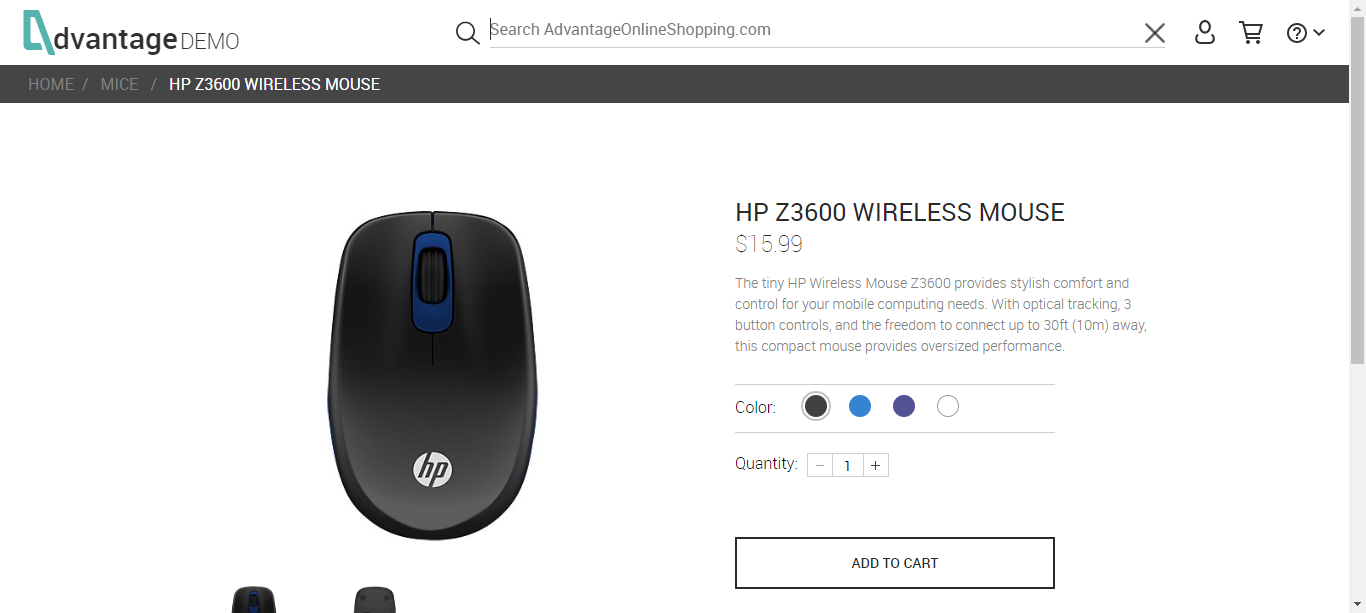 dvantage DEMO
Search AdvantageOnlineShopping.com
HOME / MICE / HP Z3600 WIRELESS MOUSE
HP Z3600 WIRELESS MOUSE
$15.99
The tiny HP Wireless Mouse Z3600 provides stylish comfort and
control for your mobile computing needs. With optical tracking, 3
button controls, and the freedom to connect up to 30ft (10m) away,
this compact mouse provides oversized performance.
Color:
Quantity: − 1 +
hp
ADD TO CART